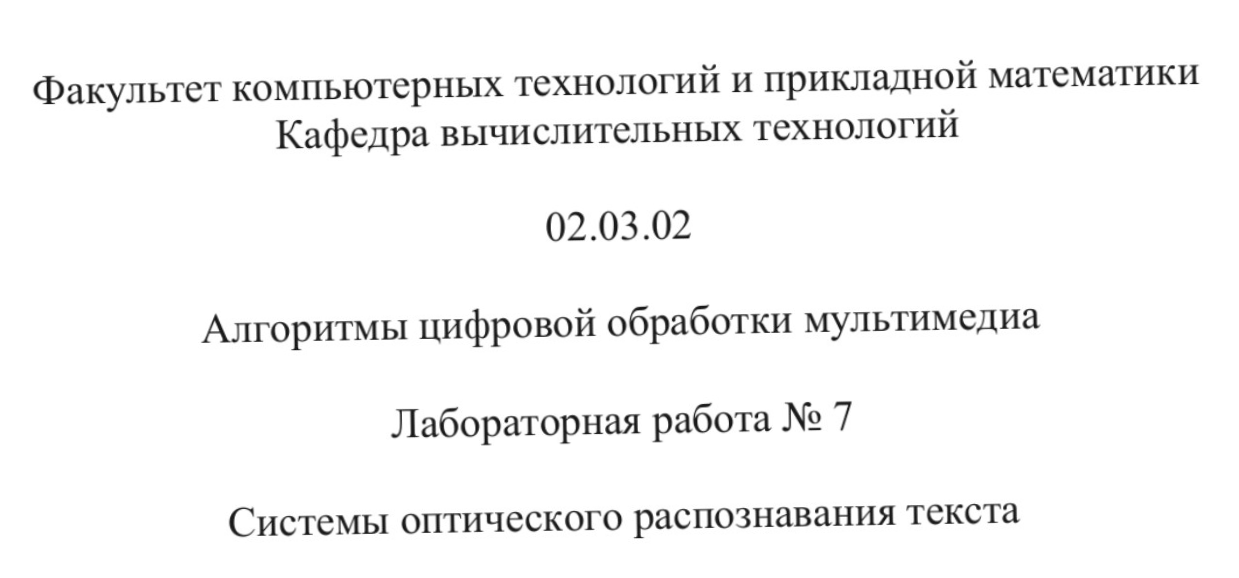 Факультет компьютерных технологий и прикладной математики
Кафедра вычислительных технологий
02.03.02
Алгоритмы цифровой обработки мультимедиа
Лабораторная работа № 7
Системы оптического распознавания текста